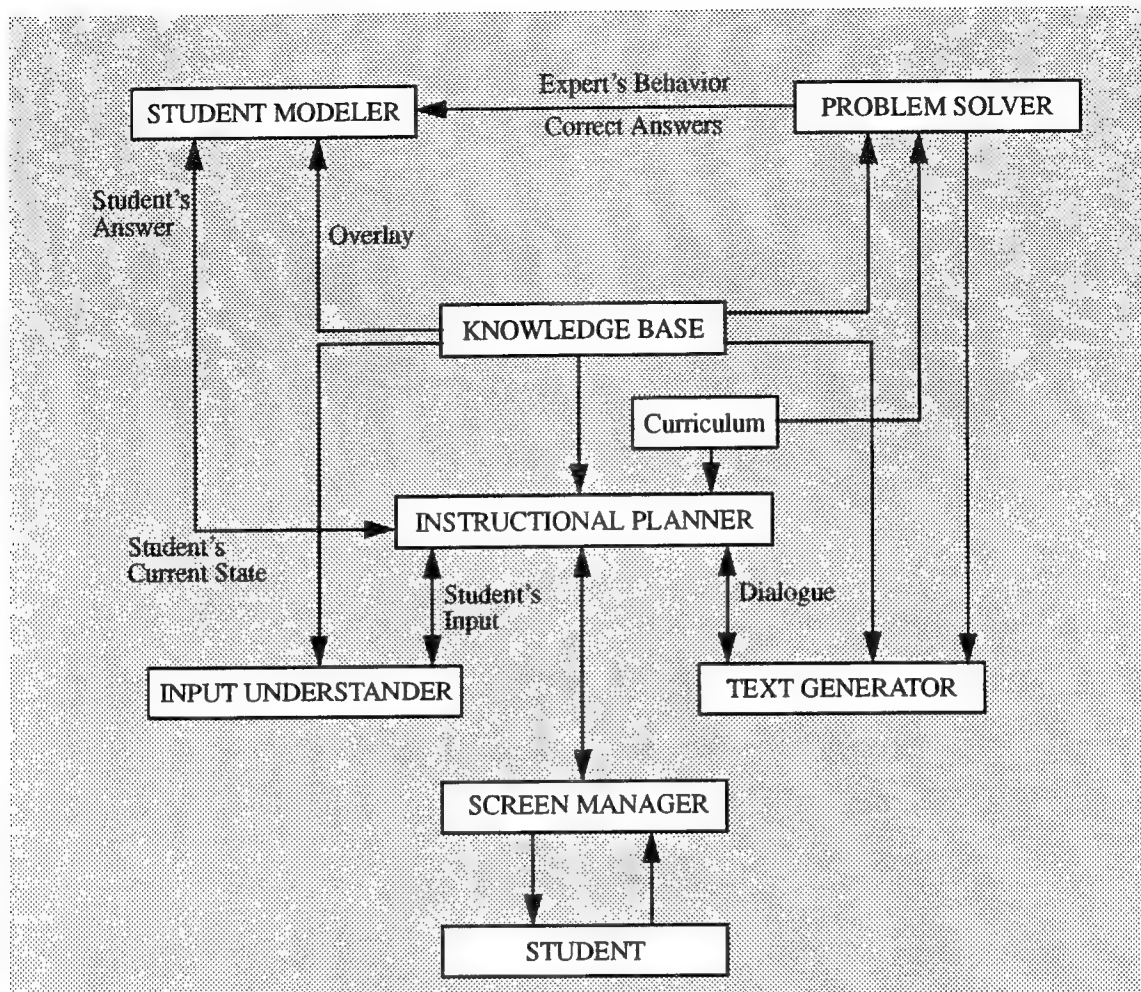 Expert's Behavior
STUDENT MODELER
PROBLEM SOLVER
Correct Answers
Student's
Answer
Overlay
KNOWLEDGE BASE
Curriculum
INSTRUCTIONAL PLANNER
Student's
Current State
Student's
Input
Dialogue
INPUT UNDERSTANDER
TEXT GENERATOR
SCREEN MANAGER
STUDENT